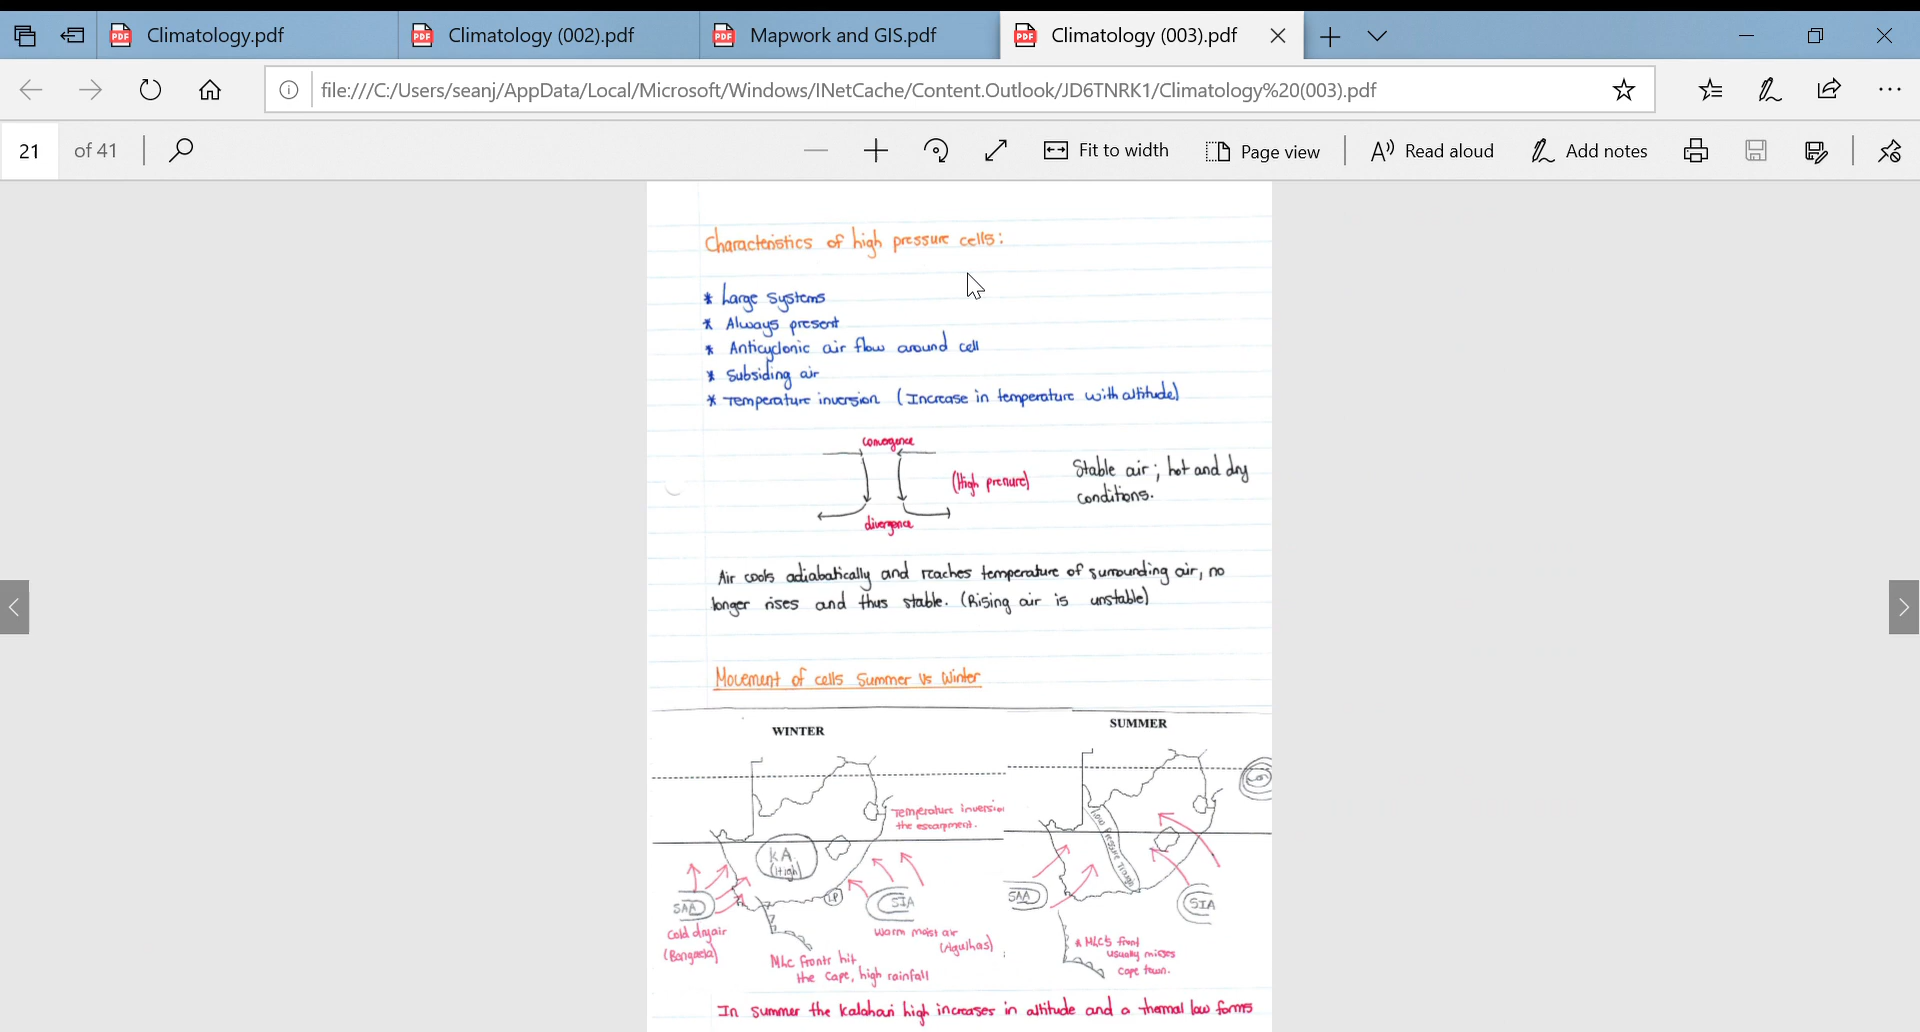 Climatology.pdf
Climatology (002).pdf
Mapwork and GIS.pdf
Climatology (003).pdf
file:///C:/Users/seanj/AppData/Local/Microsoft/Windows/INetCache/Content.Outlook/JD6TNRK1/Climatology%20(003).pdf
21 of 41
Fit to width
Page view
Read aloud
Add notes
Characteristics of high pressure cells:
* Large systems
* Always present
* Anticyclonic air flow around cell
* Subsiding air
* Temperature inversion (Increase in temperature with altitude)
convergence
(High pressure)
Stable air; hot and dry
conditions.
divergence
Air cools adiabatically and reaches temperature of surrounding air, no
longer rises and thus stable. (Rising air is unstable)
Movement of cells Summer Vs Winter
WINTER
SUMMER
Temperature inversion
the escarpment.
KA
(High)
Low Pressure Trough
SAA
LP
SIA
SAA
SIA
Cold dry air
(Bengaela)
Warm moist air
(Agulhas)
MLC fronts hit
the Cape, high rainfall
* MLC's front
usually misses
Cape town.
In summer the Kalahari high increases in altitude and a thermal low forms